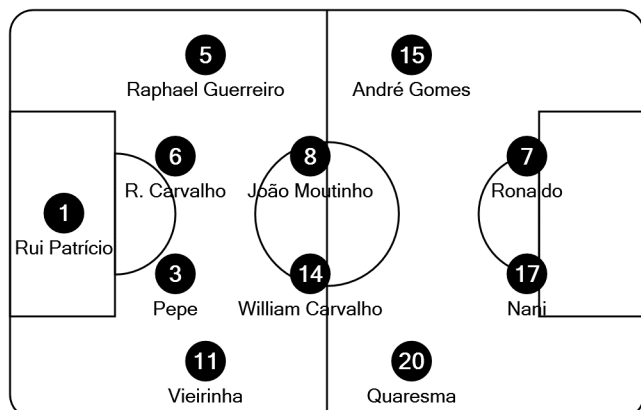 5
Raphael Guerreiro
15
André Gomes
6
R. Carvalho
8
João Moutinho
7
Ronaldo
1
Rui Patrício
3
Pepe
14
William Carvalho
17
Nani
11
Vieirinha
20
Quaresma